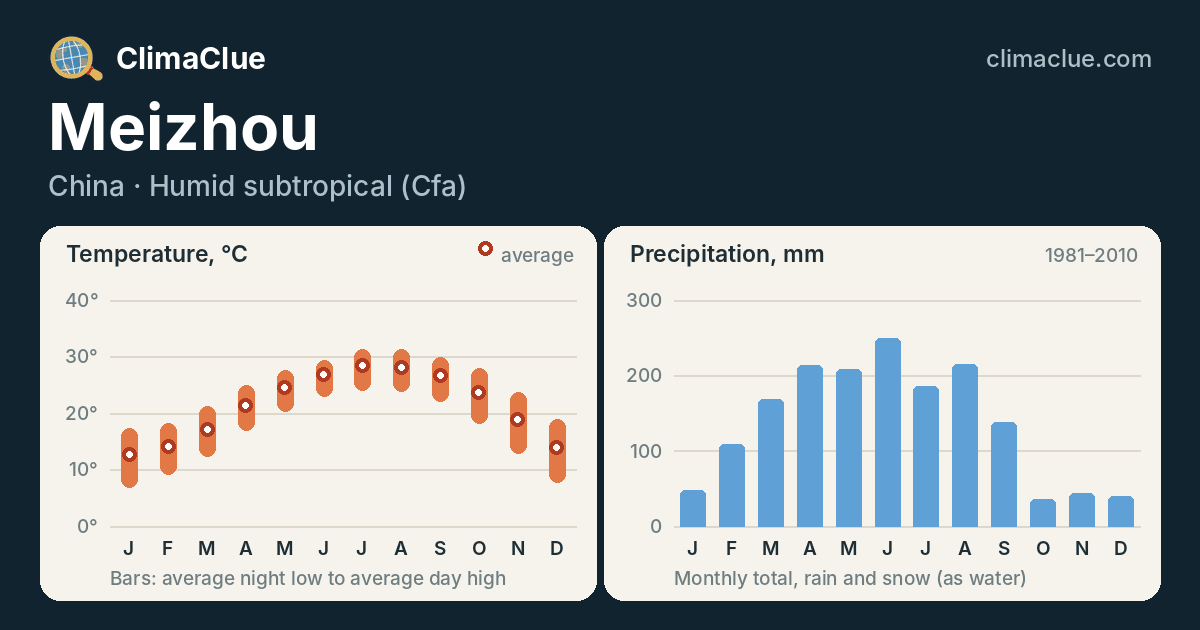 ClimaClue
climaclue.com
Meizhou
China · Humid subtropical (Cfa)
Temperature, °C
average
40°
30°
20°
10°
0°
J F M A M J J A S O N D
Bars: average night low to average day high
Precipitation, mm
1981–2010
300
200
100
0
J F M A M J J A S O N D
Monthly total, rain and snow (as water)